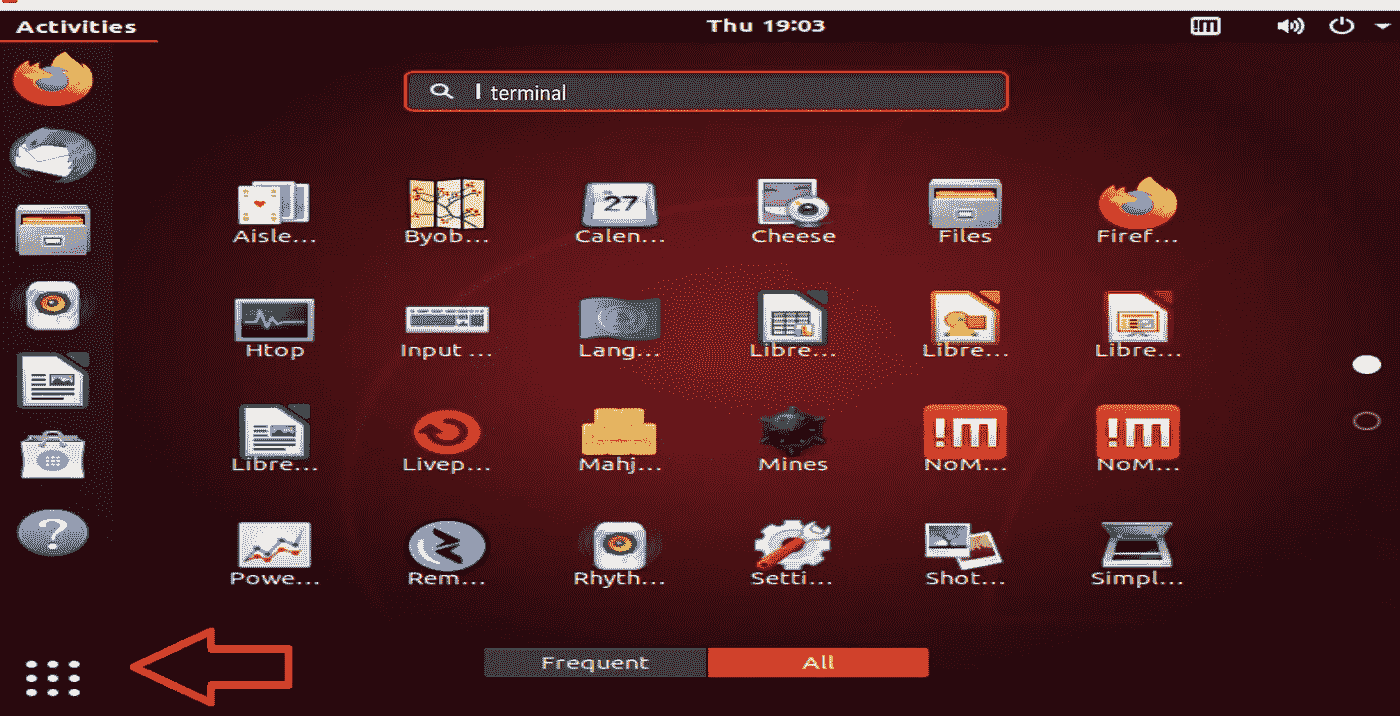 Activities
Thu 19:03
!m
terminal
27
Aisle...
Byob...
Calen...
Cheese
Files
Firef...
Htop
Input ...
Lang...
Libre...
Libre...
Libre...
!m
!m
Libre...
Livep...
Mahj...
Mines
NoM...
NoM...
?
Powe...
Rem...
Rhyth...
Setti...
Shot...
Simpl...
Frequent
All